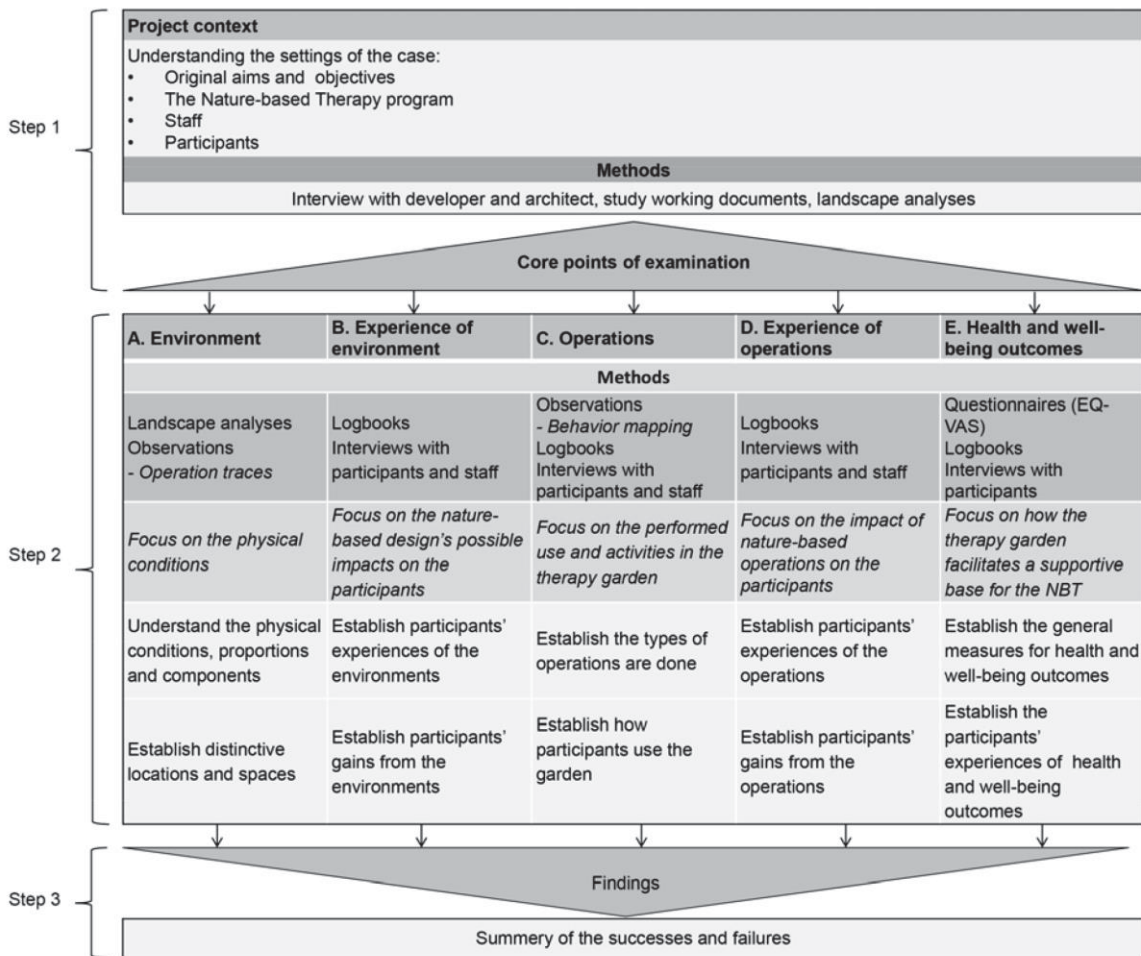 Project context
Understanding the settings of the case:
• Original aims and objectives
• The Nature-based Therapy program
• Staff
• Participants
Step 1
Methods
Interview with developer and architect, study working documents, landscape analyses
Core points of examination
Step 2
A. Environment
B. Experience of
environment
C. Operations
D. Experience of
operations
E. Health and well-
being outcomes
Methods
Landscape analyses
Observations
- Operation traces
Logbooks
Interviews with
participants and staff
Observations
- Behavior mapping
Logbooks
Interviews with
participants and staff
Logbooks
Interviews with
participants and staff
Questionnaires (EQ-
VAS)
Logbooks
Interviews with
participants
Focus on the physical
conditions
Focus on the nature-
based design's possible
impacts on the
participants
Focus on the performed
use and activities in the
therapy garden
Focus on the impact of
nature-based
operations on the
participants
Focus on how the
therapy garden
facilitates a supportive
base for the NBT
Understand the physical
conditions, proportions
and components
Establish participants'
experiences of the
environments
Establish the types of
operations are done
Establish participants'
experiences of the
operations
Establish the general
measures for health and
well-being outcomes
Establish distinctive
locations and spaces
Establish participants'
gains from the
environments
Establish how
participants use the
garden
Establish participants'
gains from the
operations
Establish the
participants'
experiences of health
and well-being
outcomes
Step 3
Findings
Summery of the successes and failures